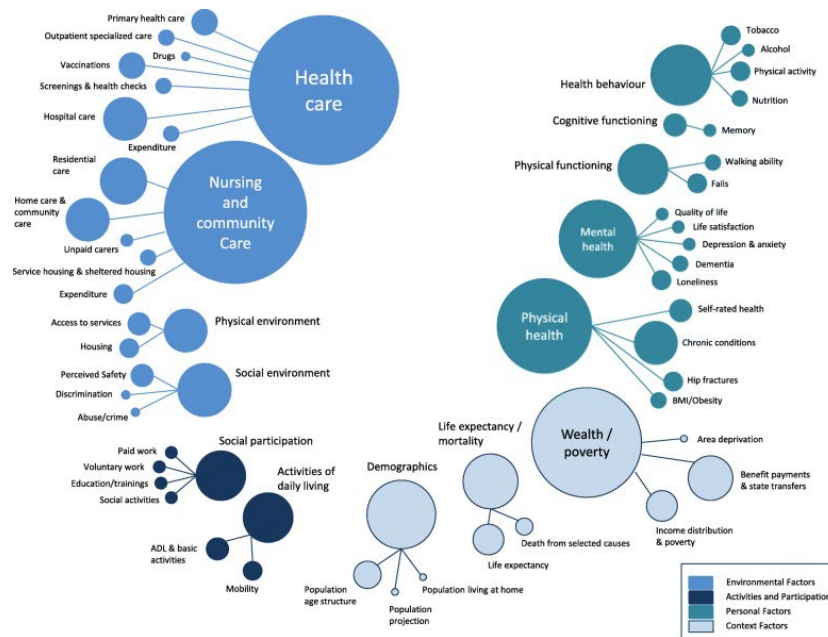 Primary health care
Outpatient specialized care
Drugs
Vaccinations
Screenings & health checks
Hospital care
Expenditure
Health
care
Residential
care
Home care &
community
care
Unpaid carers
Service housing & sheltered housing
Expenditure
Nursing
and
community
Care
Access to services
Housing
Physical environment
Perceived Safety
Discrimination
Abuse/crime
Social environment
Social participation
Paid work
Voluntary work
Education/trainings
Social activities
Activities of
daily living
ADL & basic
activities
Mobility
Demographics
Population
age structure
Population
projection
Population living at home
Life expectancy /
mortality
Life expectancy
Death from selected causes
Wealth /
poverty
Area deprivation
Benefit payments
& state transfers
Income distribution
& poverty
Health behaviour
Tobacco
Alcohol
Physical activity
Nutrition
Cognitive functioning
Memory
Physical functioning
Walking ability
Falls
Mental
health
Quality of life
Life satisfaction
Depression & anxiety
Dementia
Loneliness
Physical
health
Self-rated health
Chronic conditions
Hip fractures
BMI/Obesity
Environmental Factors
Activities and Participation
Personal Factors
Context Factors